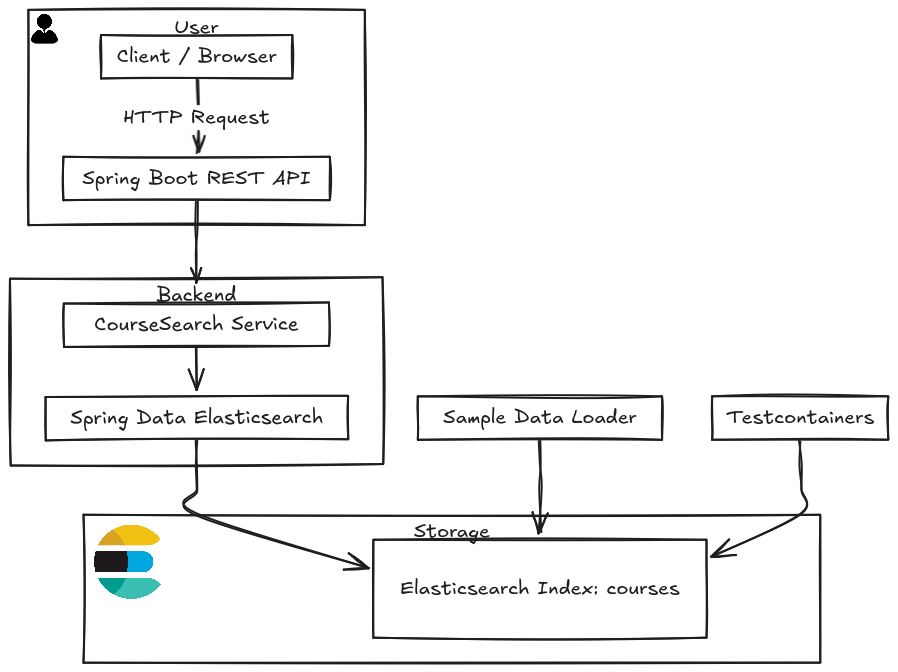 User
Client / Browser
HTTP Request
Spring Boot REST API
Backend
CourseSearch Service
Spring Data Elasticsearch
Sample Data Loader
Testcontainers
Storage
Elasticsearch Index: courses